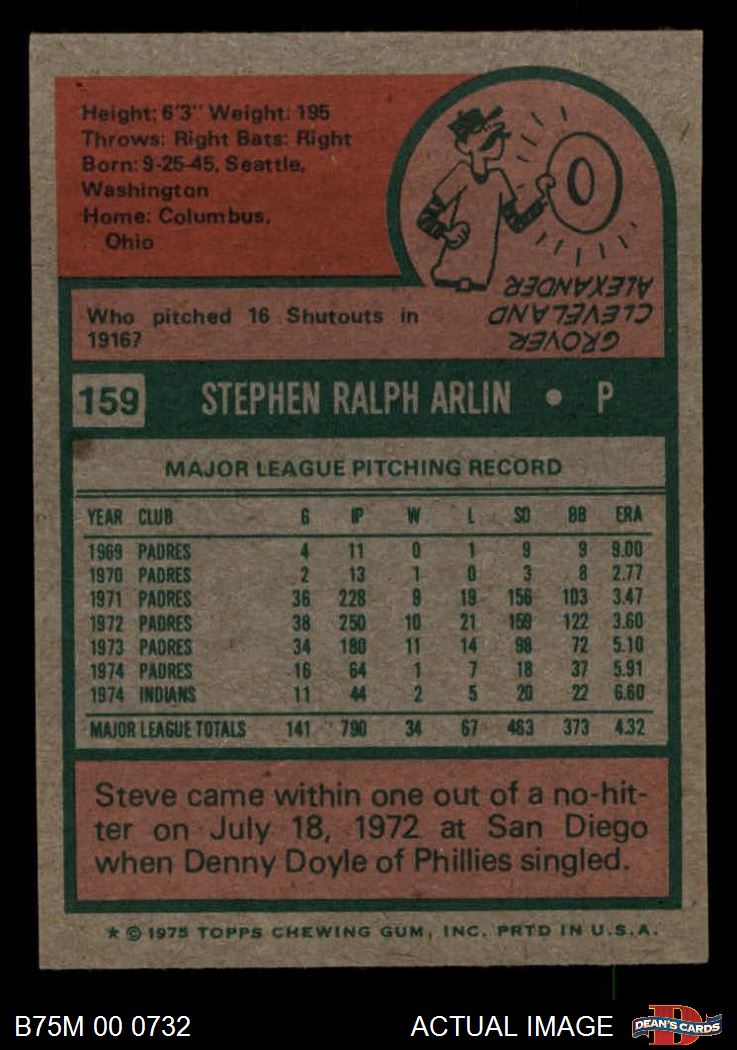 Height: 6'3" Weight: 195
Throws: Right Bats: Right
Born: 9-25-45, Seattle,
Washington
Home: Columbus,
Ohio
0
Who pitched 16 Shutouts in
1916?
GROVER
CLEVELAND
ALEXANDER
159 STEPHEN RALPH ARLIN • P
MAJOR LEAGUE PITCHING RECORD
YEAR CLUB G IP W L SO BB ERA
1969 PADRES 4 11 0 1 9 9 9.00
1970 PADRES 2 13 1 0 3 8 2.77
1971 PADRES 36 228 9 19 156 103 3.47
1972 PADRES 38 250 10 21 159 122 3.60
1973 PADRES 34 180 11 14 98 72 5.10
1974 PADRES 16 64 1 7 18 37 5.91
1974 INDIANS 11 44 2 5 20 22 6.60
MAJOR LEAGUE TOTALS 141 790 34 67 463 373 4.32
Steve came within one out of a no-hit-
ter on July 18, 1972 at San Diego
when Denny Doyle of Phillies singled.
* © 1975 TOPPS CHEWING GUM, INC. PRTD IN U.S.A.
B75M 00 0732 ACTUAL IMAGE
DEAN'S CARDS